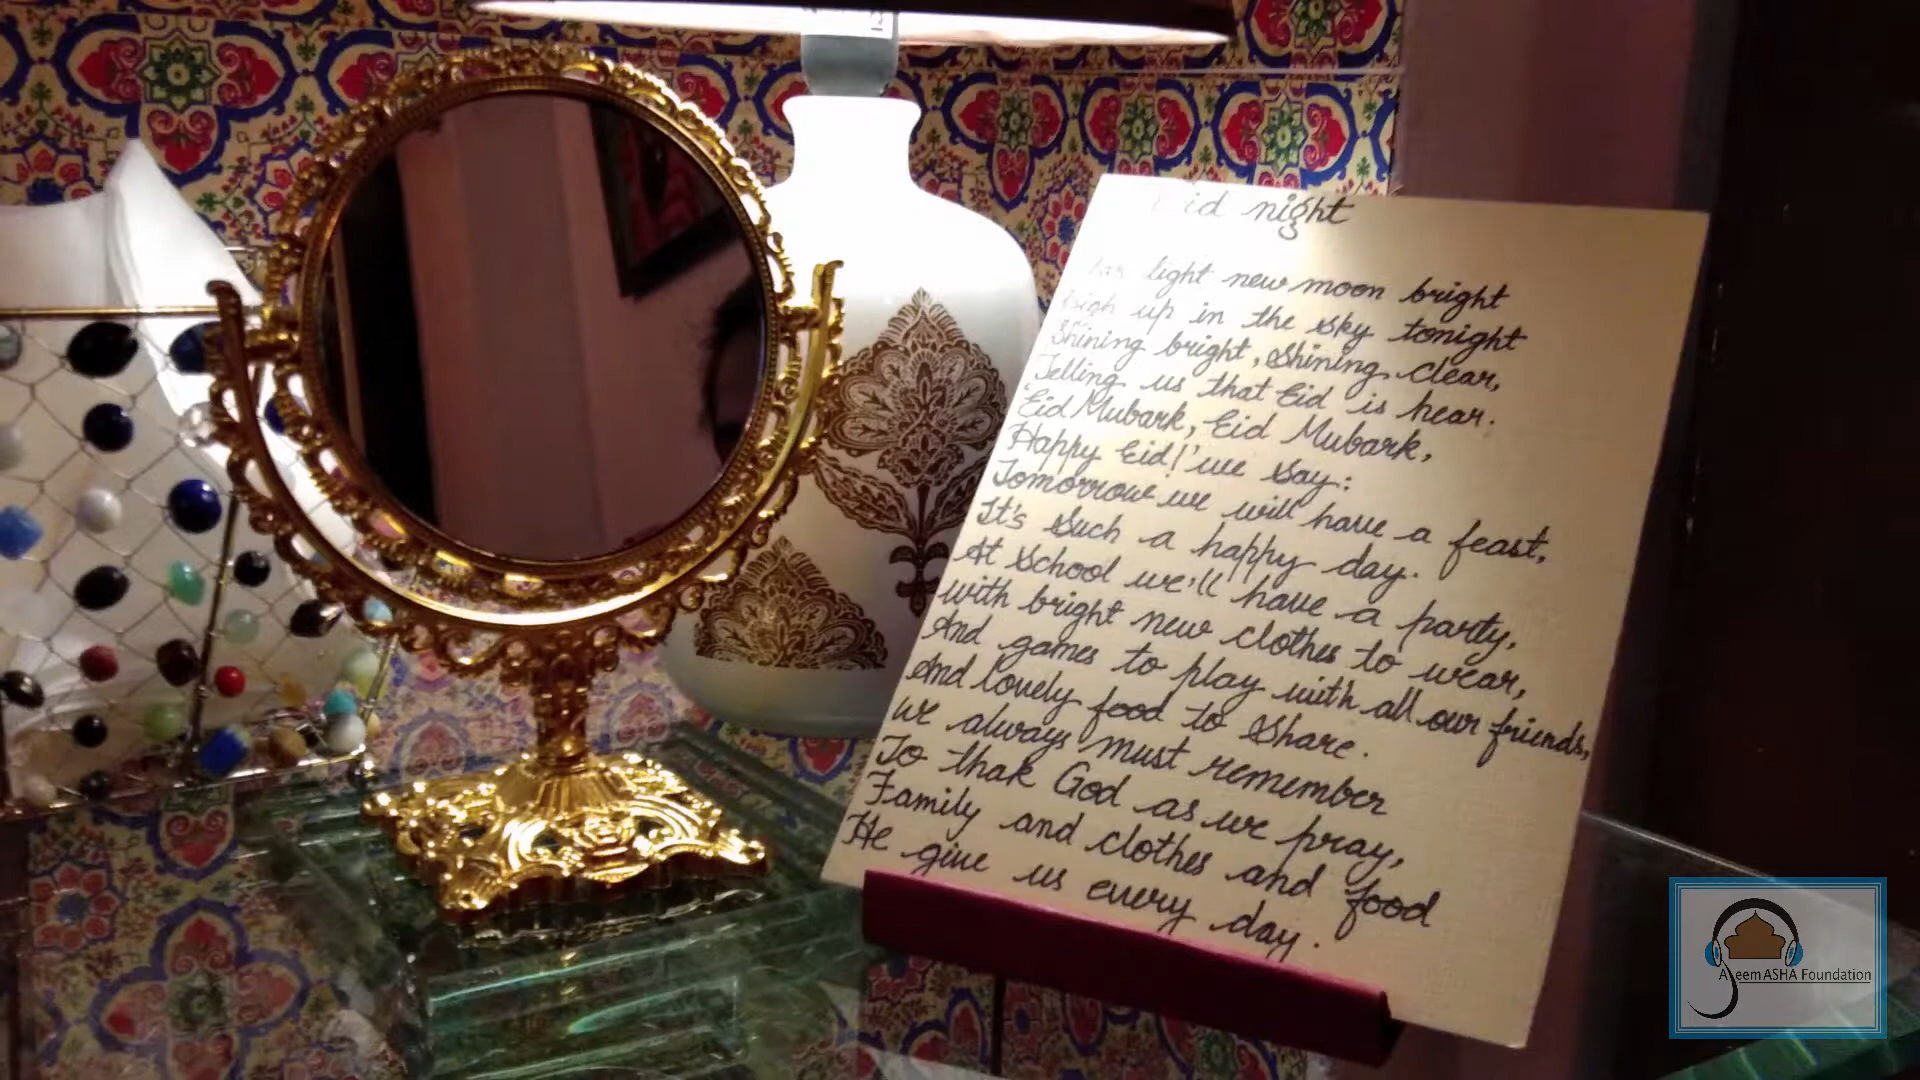 Eid night
light new moon bright
High up in the sky tonight
Shining bright, Shining clear,
Telling us that Eid is hear.
'Eid Mubark, Eid Mubark,
Happy Eid!' we say:
Tomorrow we will have a feast,
It's such a happy day.
At School we'll have a party,
with bright new clothes to wear,
And games to play with all our friends,
And lovely food to Share.
we always must remember
To thak God as we pray,
Family and clothes and food
He give us every day.
ASHA Foundation